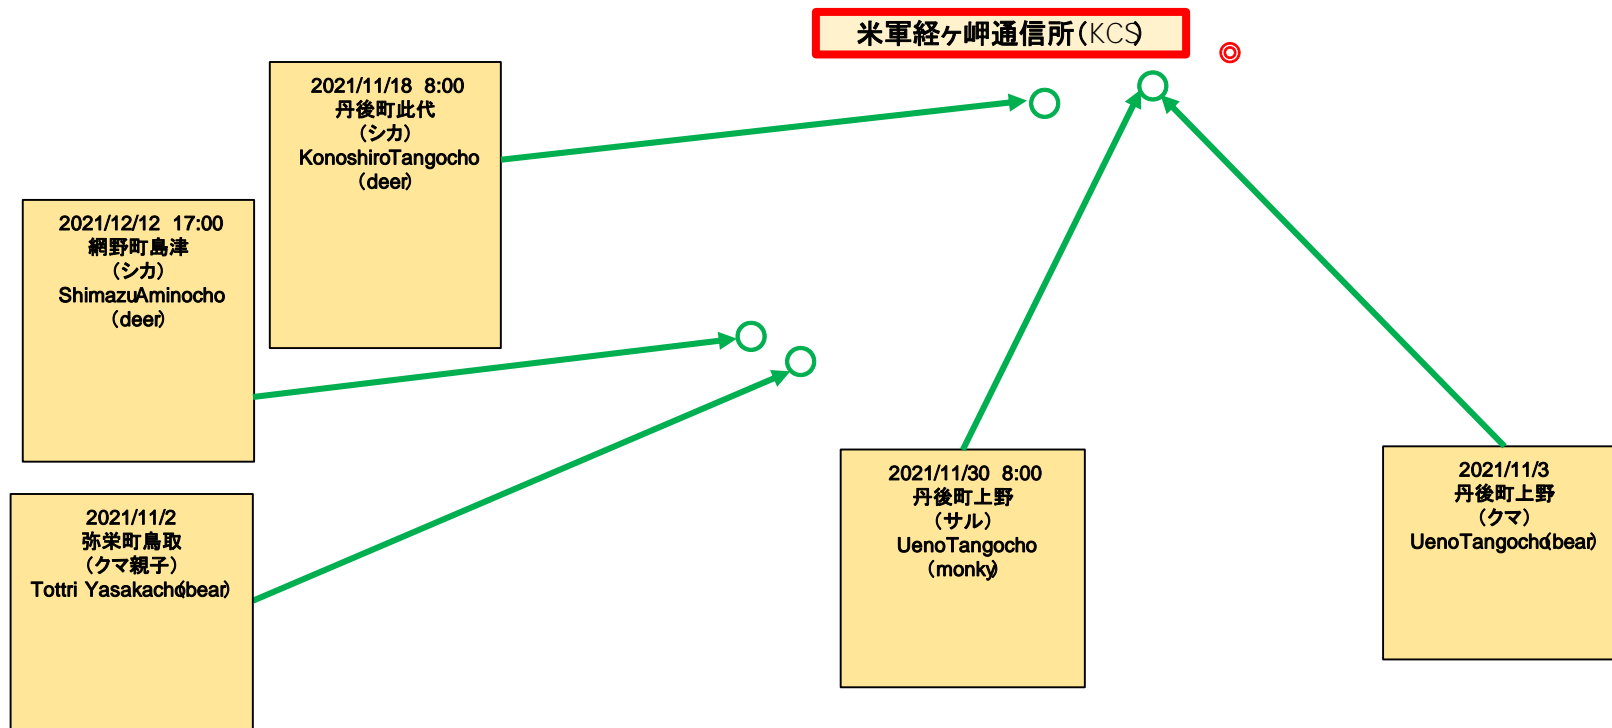 米軍経ヶ岬通信所(KCS)
2021/11/18 8:00
丹後町此代
(シカ)
KonoshiroTangocho
(deer)
2021/12/12 17:00
網野町島津
(シカ)
ShimazuAminocho
(deer)
2021/11/2
弥栄町鳥取
(クマ親子)
Tottri Yasakacho(bear)
2021/11/30 8:00
丹後町上野
(サル)
UenoTangocho
(monky)
2021/11/3
丹後町上野
(クマ)
UenoTangocho(bear)